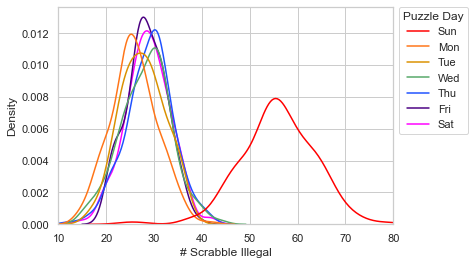 Puzzle Day
Sun
Mon
Tue
Wed
Thu
Fri
Sat
Density
0.012
0.010
0.008
0.006
0.004
0.002
0.000
10 20 30 40 50 60 70 80
# Scrabble Illegal